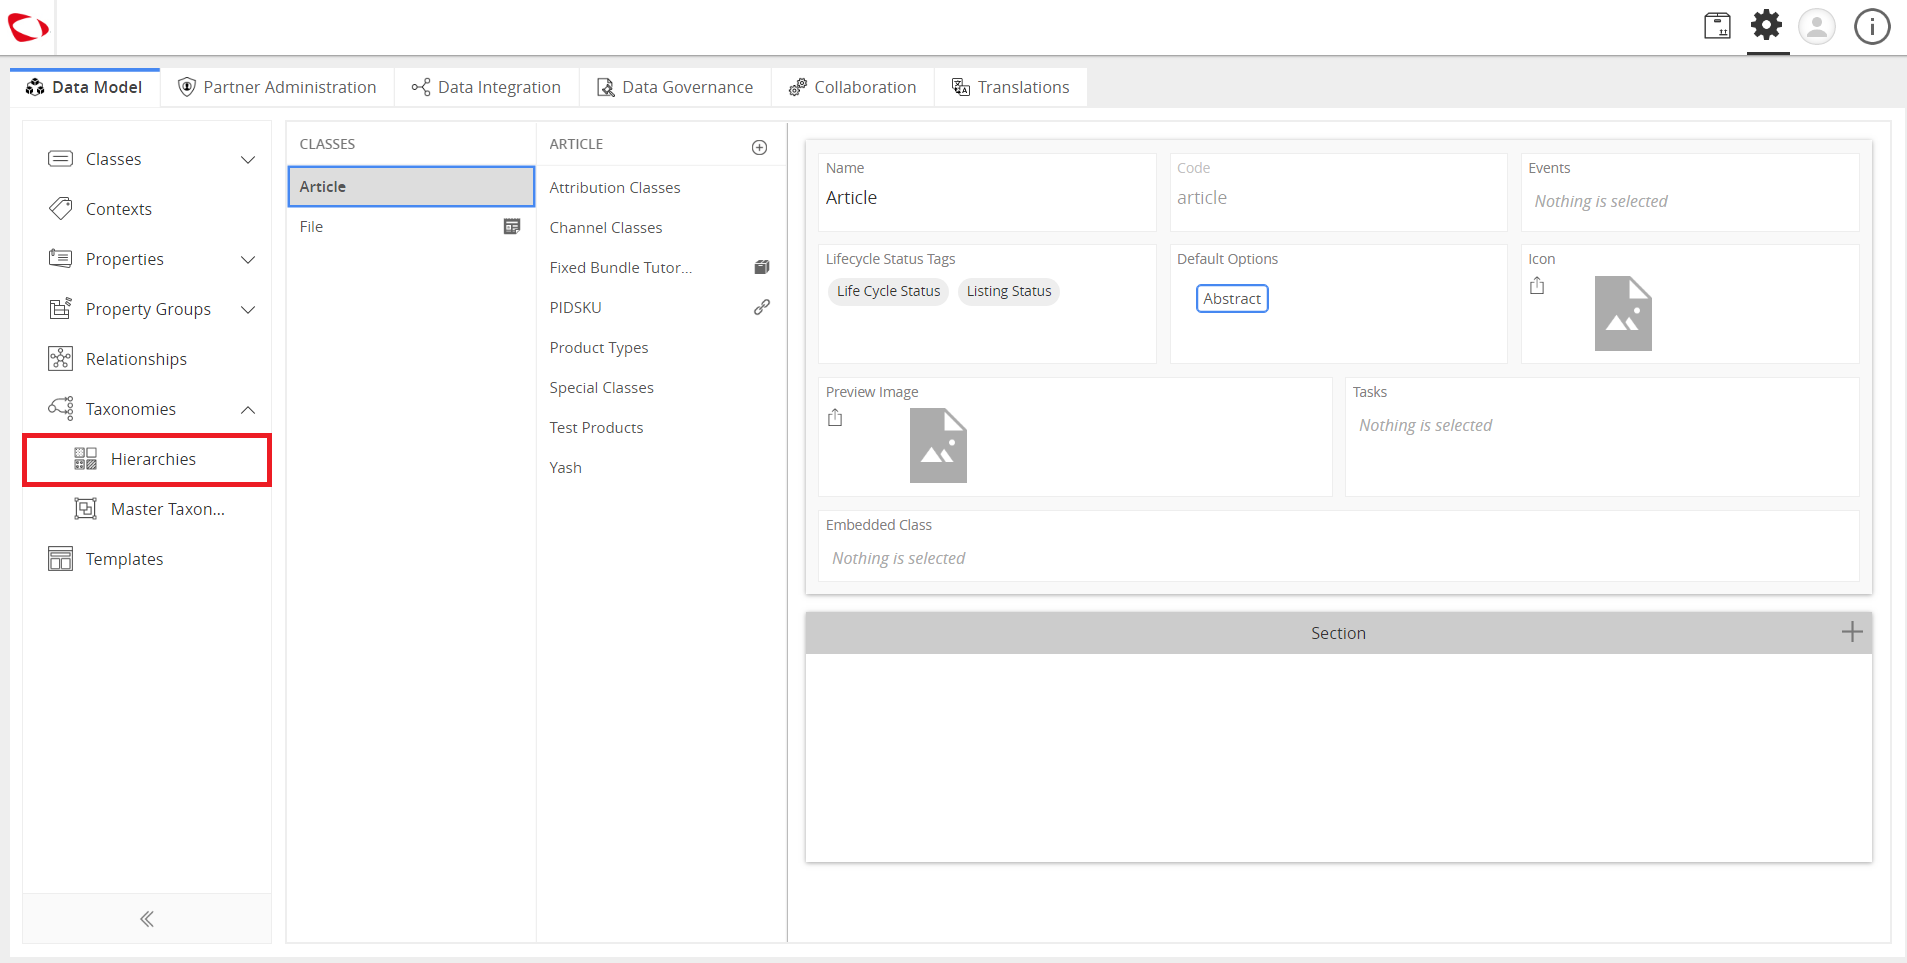 Data Model
Partner Administration
Data Integration
Data Governance
Collaboration
Translations
Classes
Contexts
Properties
Property Groups
Relationships
Taxonomies
Hierarchies
Master Taxon...
Templates
CLASSES
Article
File
ARTICLE
Attribution Classes
Channel Classes
Fixed Bundle Tutor...
PIDSKU
Product Types
Special Classes
Test Products
Yash
Name
Article
Code
article
Events
Nothing is selected
Lifecycle Status Tags
Life Cycle Status
Listing Status
Default Options
Abstract
Icon
Preview Image
Tasks
Nothing is selected
Embedded Class
Nothing is selected
Section